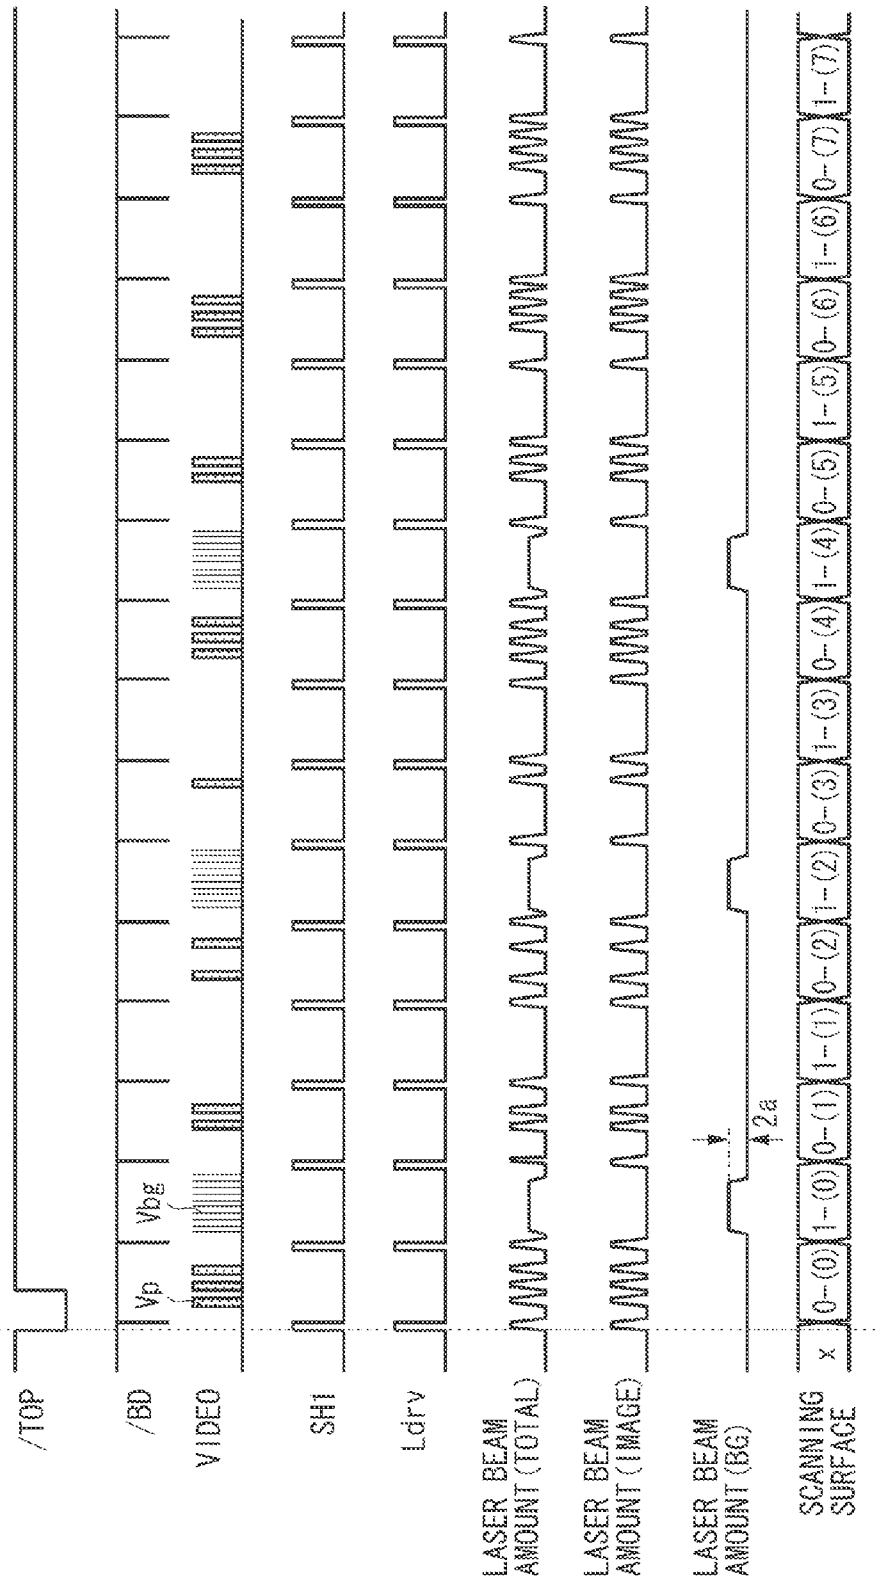 /TOP
/BD
VIDEO
Vp
Vbg
SH1
Ldrv
LASER BEAM
AMOUNT (TOTAL)
LASER BEAM
AMOUNT (IMAGE)
LASER BEAM
AMOUNT (BG)
2a
SCANNING
SURFACE
x
0-(0)
1-(0)
0-(1)
1-(1)
0-(2)
1-(2)
0-(3)
1-(3)
0-(4)
1-(4)
0-(5)
1-(5)
0-(6)
1-(6)
0-(7)
1-(7)